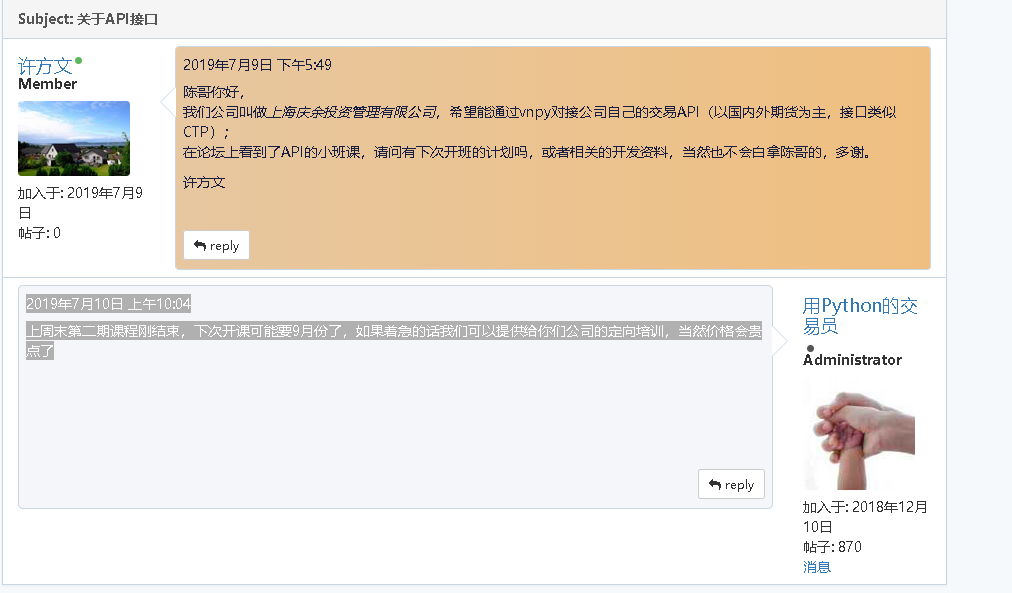 Subject: 关于API接口
许方文
Member
加入于: 2019年7月9
日
帖子: 0
2019年7月9日 下午5:49
陈哥你好，
我们公司叫做上海庆余投资管理有限公司，希望能通过vnpy对接公司自己的交易API（以国内外期货为主，接口类似
CTP）；
在论坛上看到了API的小班课，请问有下次开班的计划吗，或者相关的开发资料，当然也不会白拿陈哥的，多谢。
许方文
reply
2019年7月10日 上午10:04
上周末第二期课程刚结束，下次开课可能要9月份了，如果着急的话我们可以提供给你们公司的定向培训，当然价格会贵
点了
reply
用Python的交
易员
Administrator
加入于: 2018年12月
10日
帖子: 870
消息